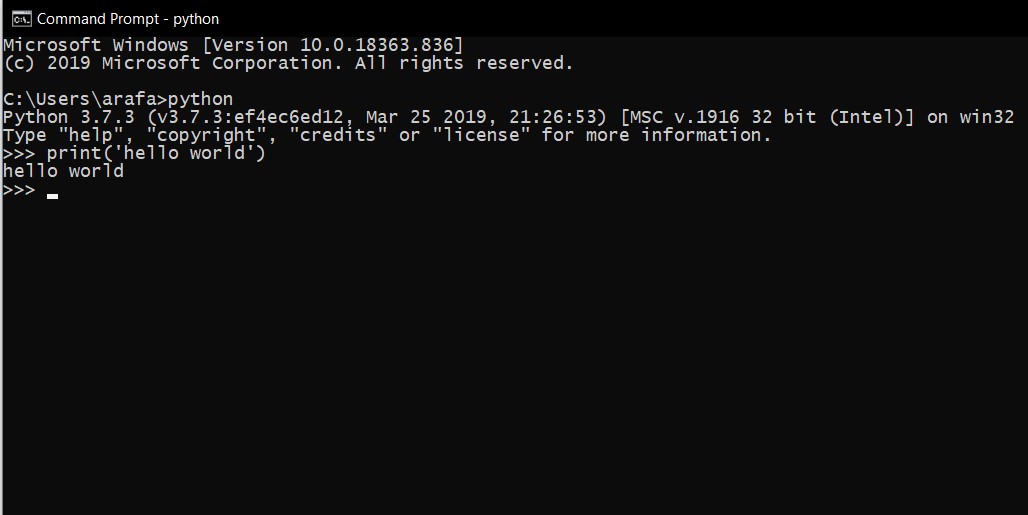 Command Prompt - python
Microsoft Windows [Version 10.0.18363.836]
(c) 2019 Microsoft Corporation. All rights reserved.
C:\Users\arafa>python
Python 3.7.3 (v3.7.3:ef4ec6ed12, Mar 25 2019, 21:26:53) [MSC v.1916 32 bit (Intel)] on win32
Type "help", "copyright", "credits" or "license" for more information.
>>> print('hello world')
hello world
>>>